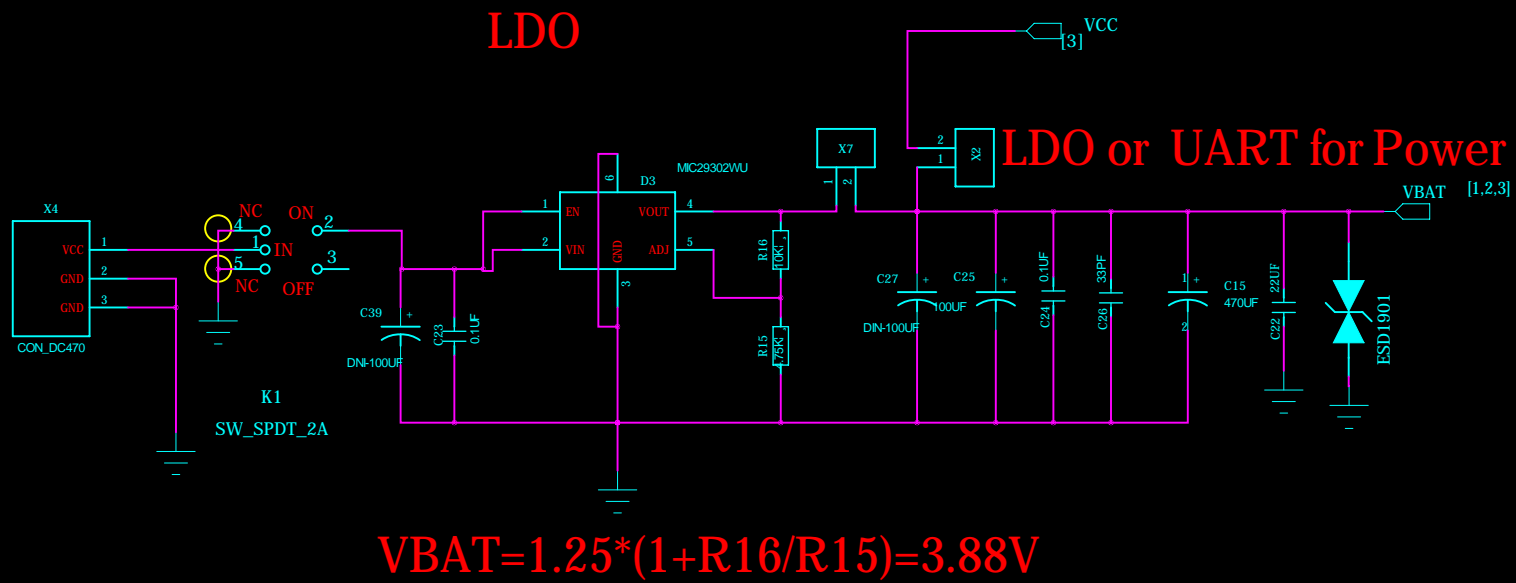 LDO
VCC
[3]
LDO or UART for Power
VBAT [1,2,3]
X4
VCC 1
GND 2
GND 3
CON_DC470
NC
ON
4
2
1
IN
5
3
NC
OFF
K1
SW_SPDT_2A
C39
+
DNI-100UF
C23
0.1UF
D3
MIC29302WU
6
1 EN
VOUT 4
2 VIN
ADJ 5
GND
3
R16
10K
R15
4.75K
X7
1
2
2
1
X2
C27
+
DIN-100UF
C25
+
100UF
C24
0.1UF
C26
33PF
1
+
2
C15
470UF
C22
22UF
ESD1901
VBAT=1.25*(1+R16/R15)=3.88V